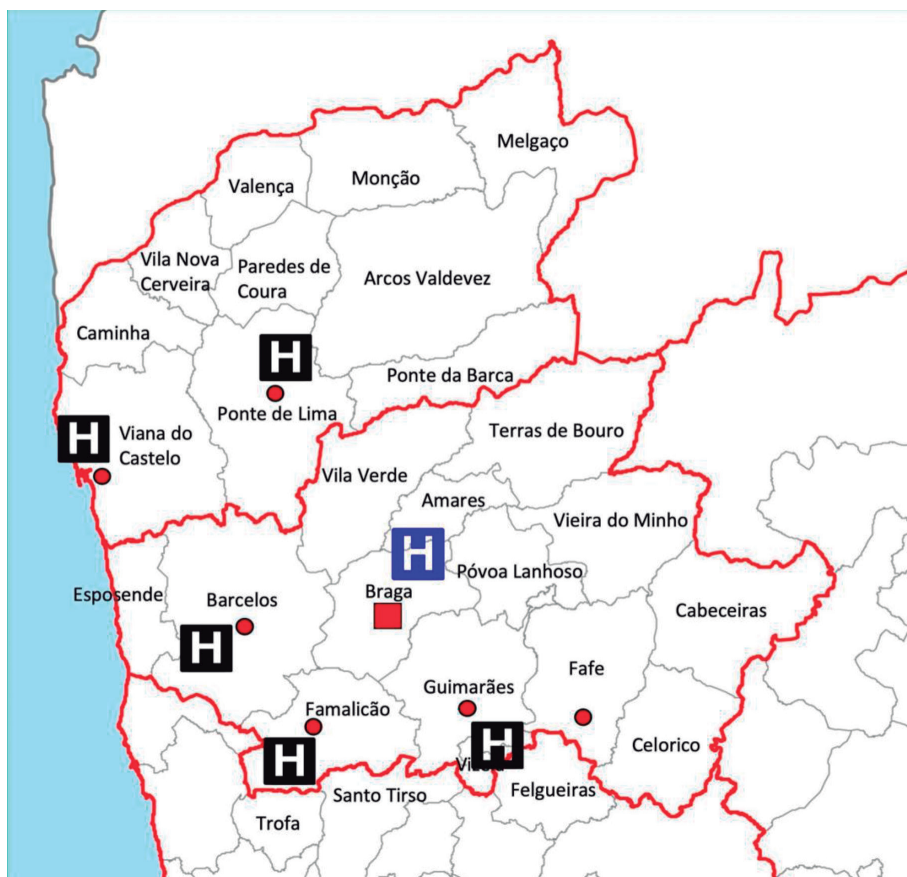 Melgaço
Monção
Valença
Vila Nova
Cerveira
Paredes de
Coura
Arcos Valdevez
Caminha
H
Ponte da Barca
Ponte de Lima
H
Viana do
Castelo
Terras de Bouro
Vila Verde
Amares
Vieira do Minho
H
Póvoa Lanhoso
Braga
Esposende
Barcelos
Cabeceiras
H
Fafe
Guimarães
Famalicão
H
H
Celorico
Santo Tirso
Felgueiras
Trofa